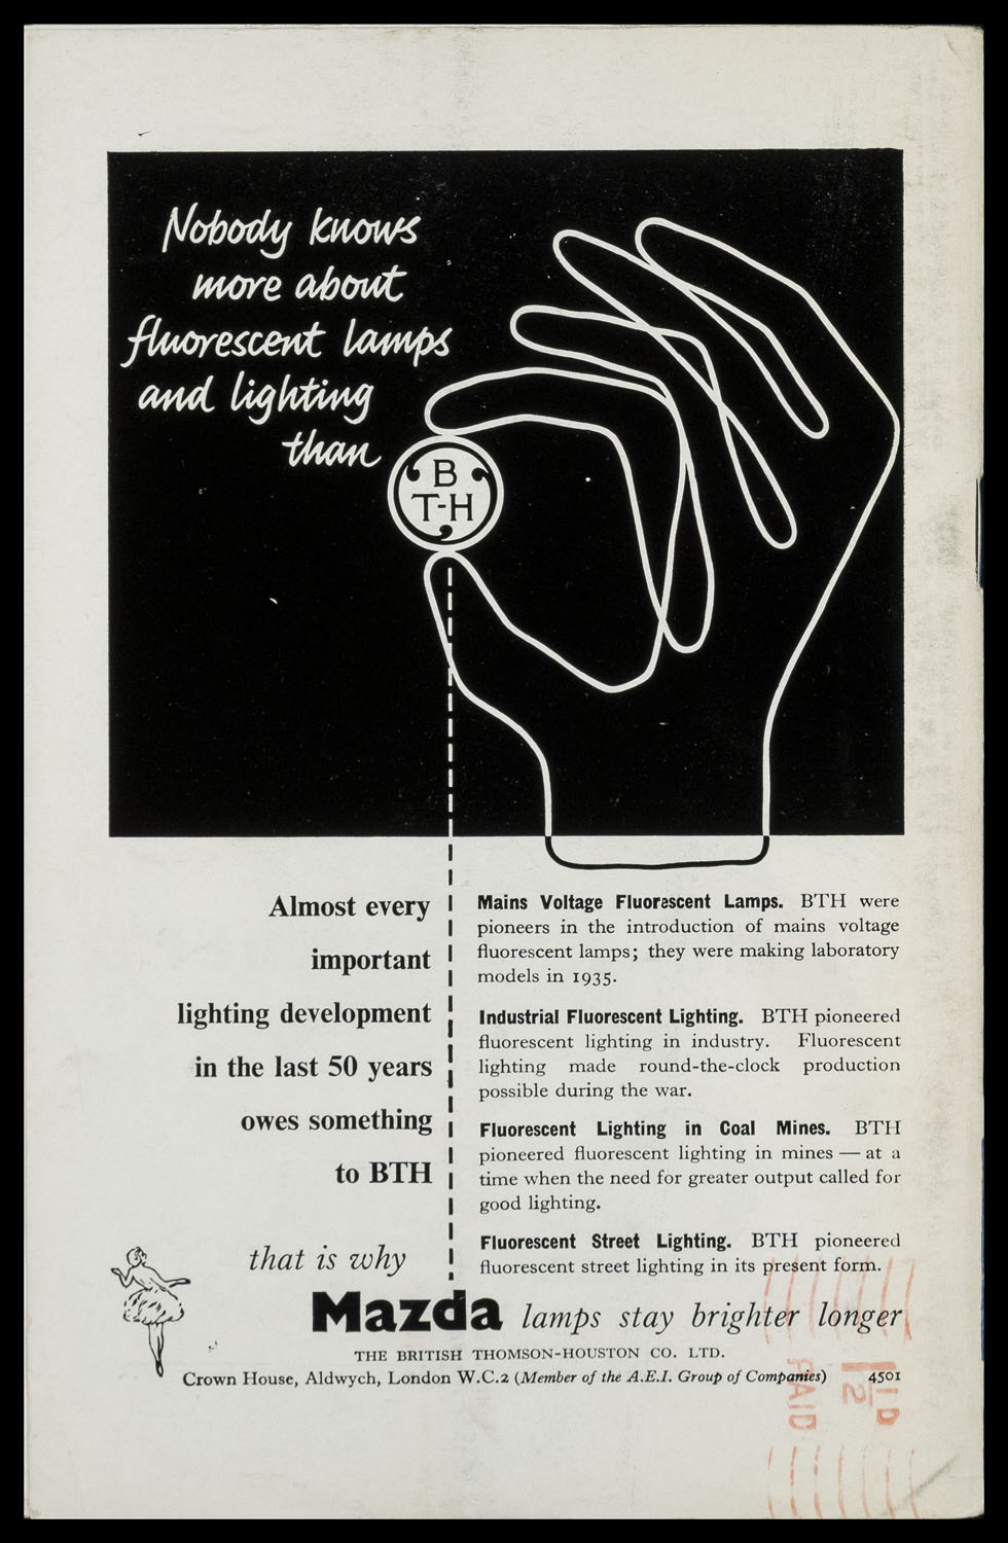 Nobody knows
more about
fluorescent lamps
and lighting
than
B
T-H
Almost every
important
lighting development
in the last 50 years
owes something
to BTH
Mains Voltage Fluorescent Lamps. BTH were
pioneers in the introduction of mains voltage
fluorescent lamps; they were making laboratory
models in 1935.
Industrial Fluorescent Lighting. BTH pioneered
fluorescent lighting in industry. Fluorescent
lighting made round-the-clock production
possible during the war.
Fluorescent Lighting in Coal Mines. BTH
pioneered fluorescent lighting in mines — at a
time when the need for greater output called for
good lighting.
Fluorescent Street Lighting. BTH pioneered
fluorescent street lighting in its present form.
that is why
Mazda lamps stay brighter longer
THE BRITISH THOMSON-HOUSTON CO. LTD.
Crown House, Aldwych, London W.C.2 (Member of the A.E.I. Group of Companies) 4501
PAID
1/2 D